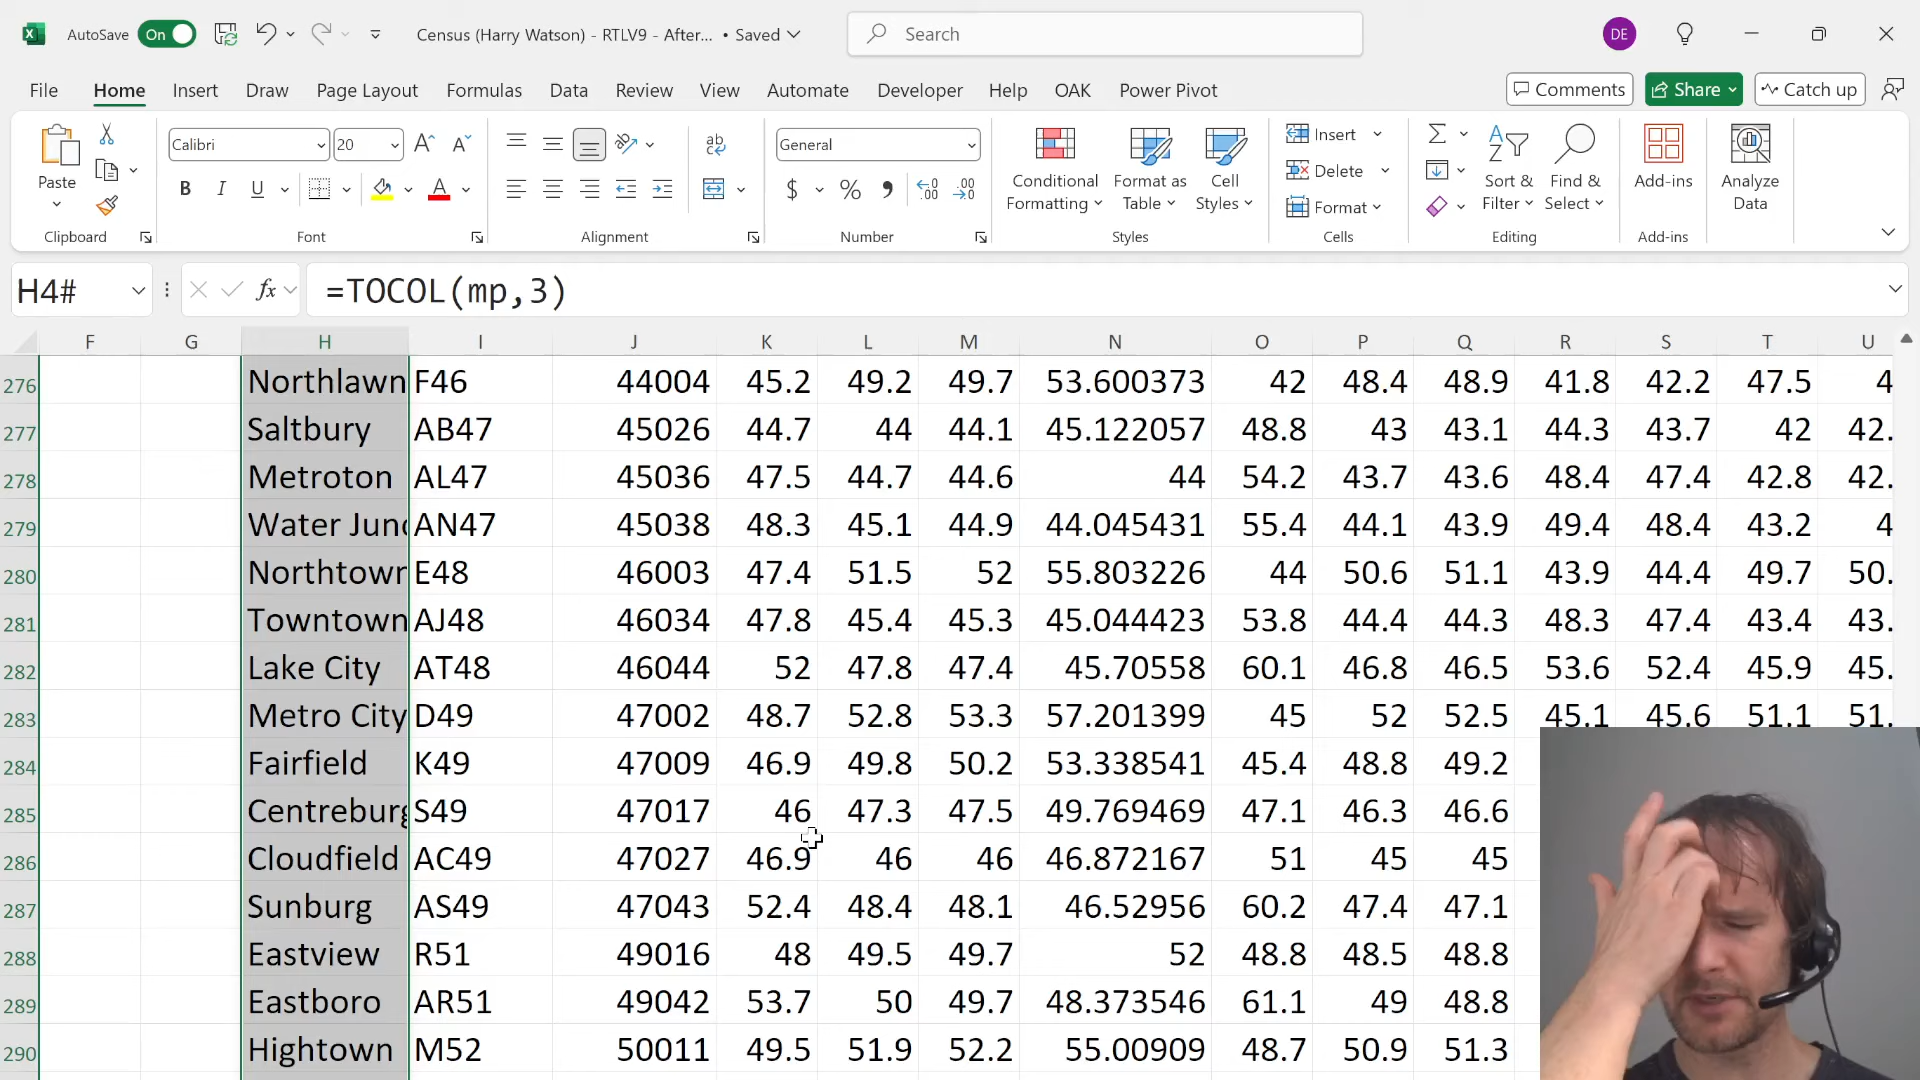 AutoSave On Census (Harry Watson) - RTLV9 - After... • Saved Search DE
File Home Insert Draw Page Layout Formulas Data Review View Automate Developer Help OAK Power Pivot Comments Share Catch up
Paste Calibri 20 General Conditional Formatting Format as Table Cell Styles Insert Delete Format Sort & Filter Find & Select Add-ins Analyze Data
B I U $ % 9 .00 .00
Clipboard Font Alignment Number Styles Cells Editing Add-ins
H4# fx =TOCOL(mp,3)
F G H I J K L M N O P Q R S T U
276 Northlawn F46 44004 45.2 49.2 49.7 53.600373 42 48.4 48.9 41.8 42.2 47.5 4
277 Saltbury AB47 45026 44.7 44 44.1 45.122057 48.8 43 43.1 44.3 43.7 42 42.
278 Metroton AL47 45036 47.5 44.7 44.6 44 54.2 43.7 43.6 48.4 47.4 42.8 42.
279 Water Junc AN47 45038 48.3 45.1 44.9 44.045431 55.4 44.1 43.9 49.4 48.4 43.2 4
280 Northtown E48 46003 47.4 51.5 52 55.803226 44 50.6 51.1 43.9 44.4 49.7 50.
281 Towntown AJ48 46034 47.8 45.4 45.3 45.044423 53.8 44.4 44.3 48.3 47.4 43.4 43.
282 Lake City AT48 46044 52 47.8 47.4 45.70558 60.1 46.8 46.5 53.6 52.4 45.9 45.
283 Metro City D49 47002 48.7 52.8 53.3 57.201399 45 52 52.5 45.1 45.6 51.1 51.
284 Fairfield K49 47009 46.9 49.8 50.2 53.338541 45.4 48.8 49.2
285 Centreburg S49 47017 46 47.3 47.5 49.769469 47.1 46.3 46.6
286 Cloudfield AC49 47027 46.9 46 46 46.872167 51 45 45
287 Sunburg AS49 47043 52.4 48.4 48.1 46.52956 60.2 47.4 47.1
288 Eastview R51 49016 48 49.5 49.7 52 48.8 48.5 48.8
289 Eastboro AR51 49042 53.7 50 49.7 48.373546 61.1 49 48.8
290 Hightown M52 50011 49.5 51.9 52.2 55.00909 48.7 50.9 51.3